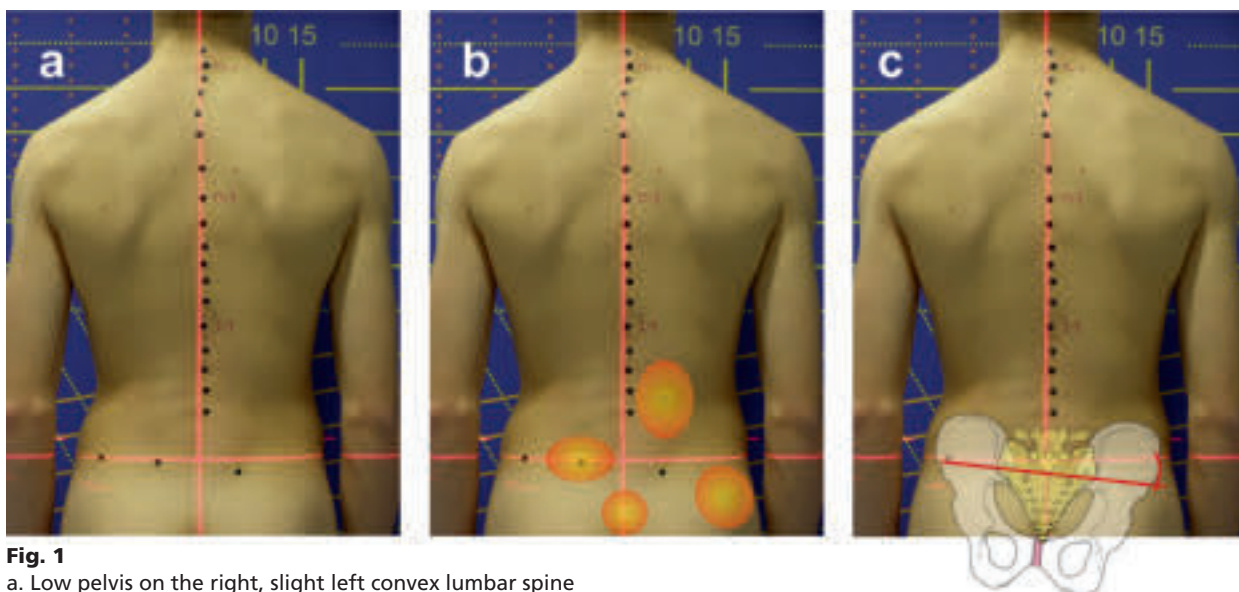 a
10 15
b
10 15
c
10 15
Fig. 1
a. Low pelvis on the right, slight left convex lumbar spine